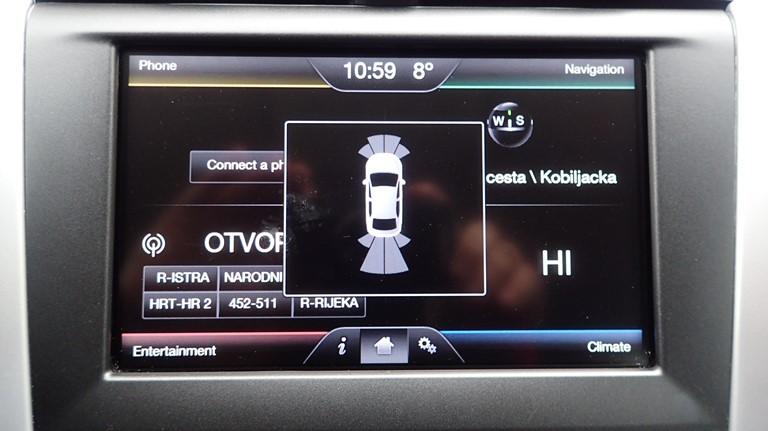 Phone
10:59 8°
Navigation
W S
Connect a ph
cesta \ Kobiljacka
OTVOR
HI
R-ISTRA NARODNI
HRT-HR 2 452-511 R-RIJEKA
Entertainment
i
Climate